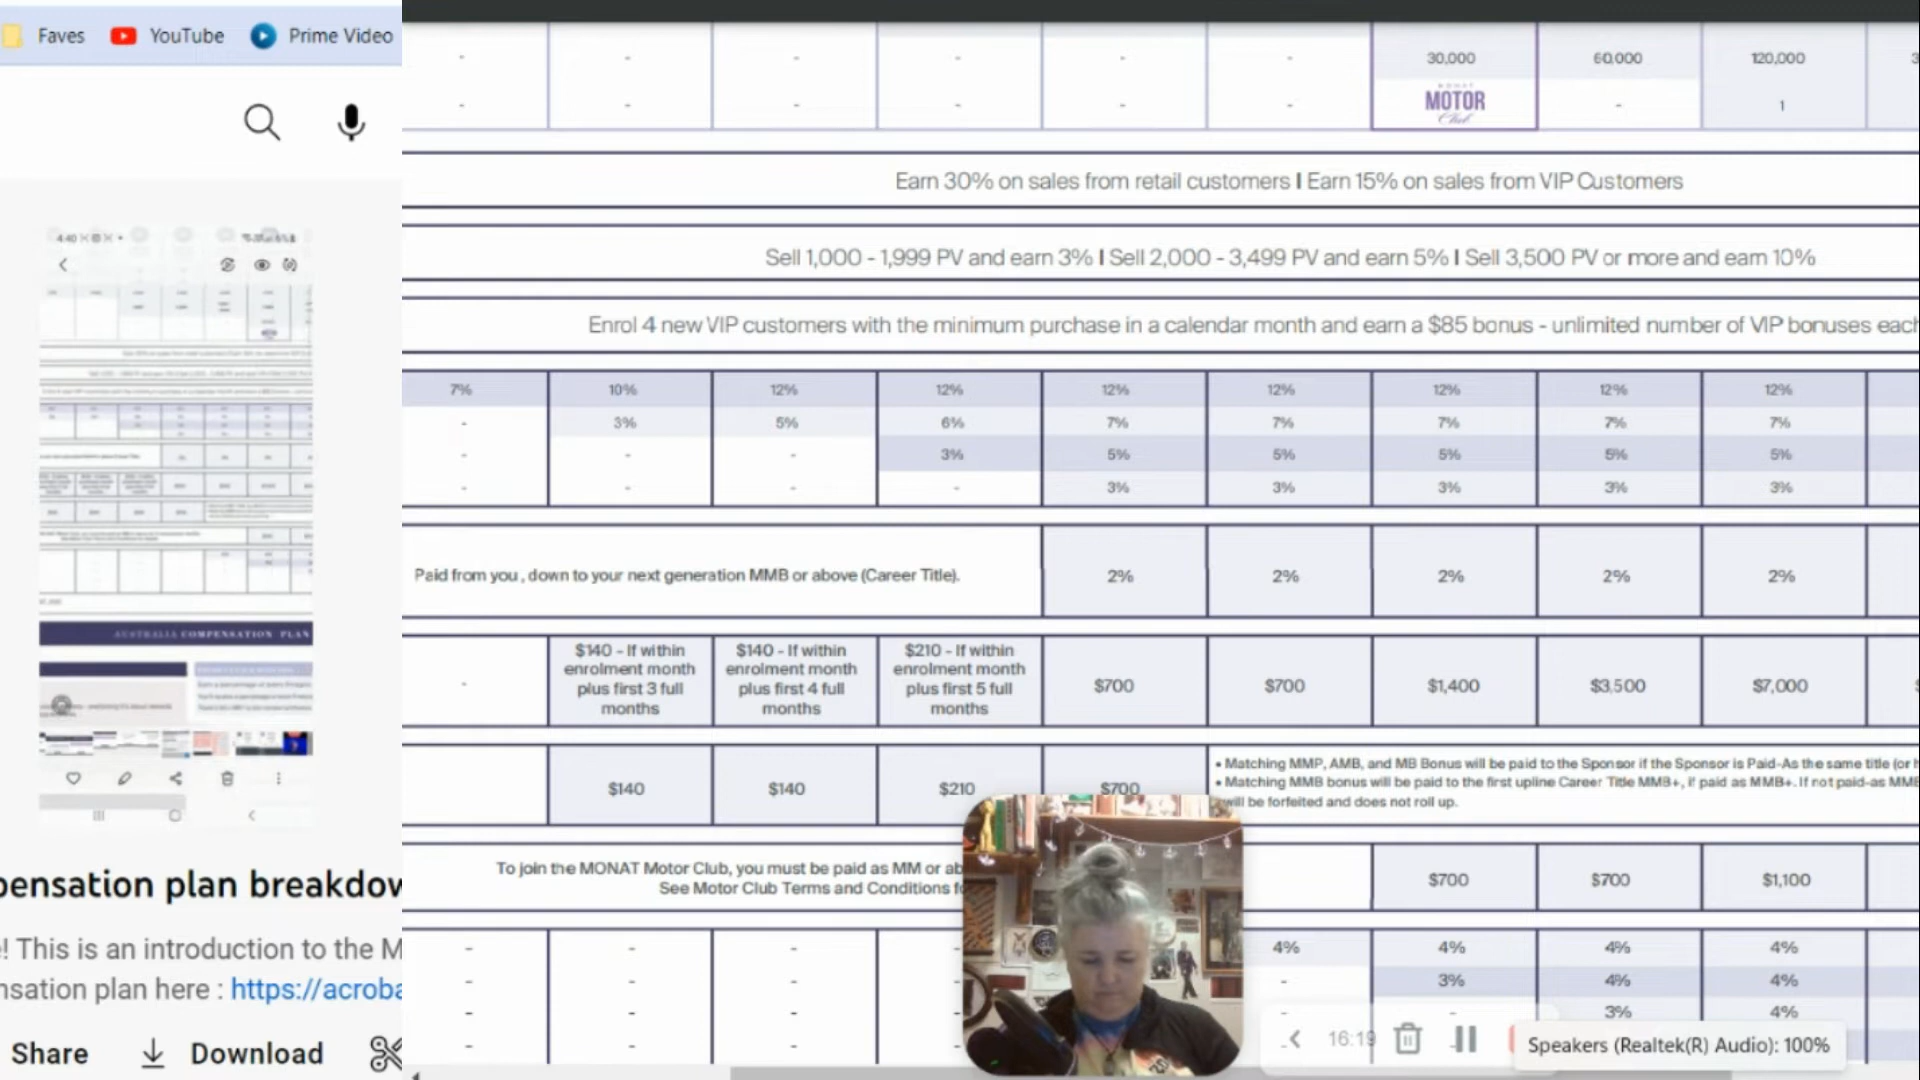 Faves YouTube Prime Video
- - - - - - 30,000 60,000 120,000
- - - - - - MONAT MOTOR Club - 1
Earn 30% on sales from retail customers I Earn 15% on sales from VIP Customers
Sell 1,000 - 1,999 PV and earn 3% I Sell 2,000 - 3,499 PV and earn 5% I Sell 3,500 PV or more and earn 10%
Enrol 4 new VIP customers with the minimum purchase in a calendar month and earn a $85 bonus - unlimited number of VIP bonuses each
7% 10% 12% 12% 12% 12% 12% 12% 12%
- 3% 5% 6% 7% 7% 7% 7% 7%
- - - 3% 5% 5% 5% 5% 5%
- - - - 3% 3% 3% 3% 3%
Paid from you , down to your next generation MMB or above (Career Title). 2% 2% 2% 2% 2%
- $140 - If within enrolment month plus first 3 full months $140 - If within enrolment month plus first 4 full months $210 - If within enrolment month plus first 5 full months $700 $700 $1,400 $3,500 $7,000
$140 $140 $210 $700
• Matching MMP, AMB, and MB Bonus will be paid to the Sponsor if the Sponsor is Paid-As the same title (or h
• Matching MMB bonus will be paid to the first upline Career Title MMB+, if paid as MMB+. If not paid-as MMB
will be forfeited and does not roll up.
To join the MONAT Motor Club, you must be paid as MM or ab
See Motor Club Terms and Conditions fo
$700 $700 $1,100
- - - - 4% 4% 4% 4%
- - - - - 3% 4% 4%
- - - - - - 3% 4%
- - - -
4:40
AUSTRALIA COMPENSATION PLAN
pensation plan breakdow
e! This is an introduction to the M
nsation plan here : https://acroba
Share Download
16:19
Speakers (Realtek(R) Audio): 100%